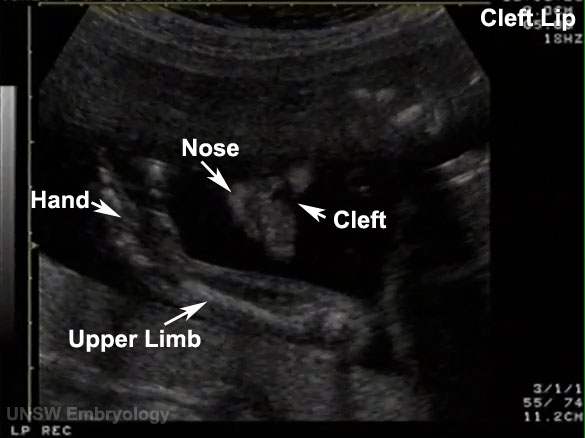 Cleft Lip
18HZ
Nose
Hand
Cleft
Upper Limb
3/1/1
55/ 74
UNSW Embryology
11.2CM
LP REC